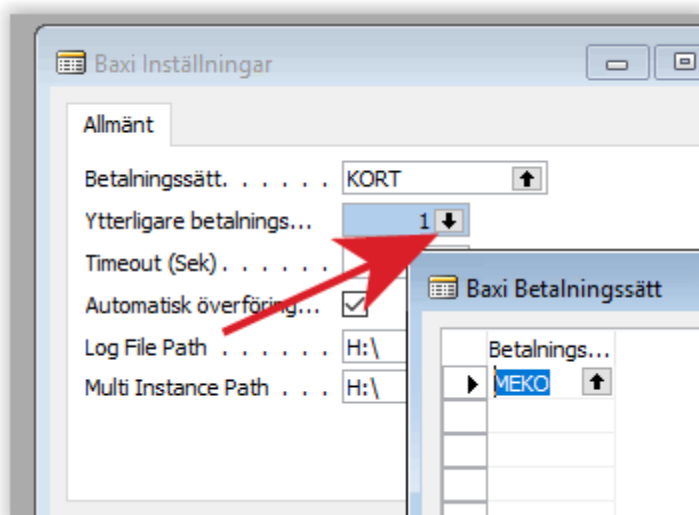 Baxi Inställningar
Allmänt
Betalningssätt. . . . . . KORT
Ytterligare betalnings... 1
Timeout (Sek) . . . . . .
Automatisk överföring...
Log File Path . . . . . . H:\
Multi Instance Path . . . H:\
Baxi Betalningssätt
Betalnings...
MEKO